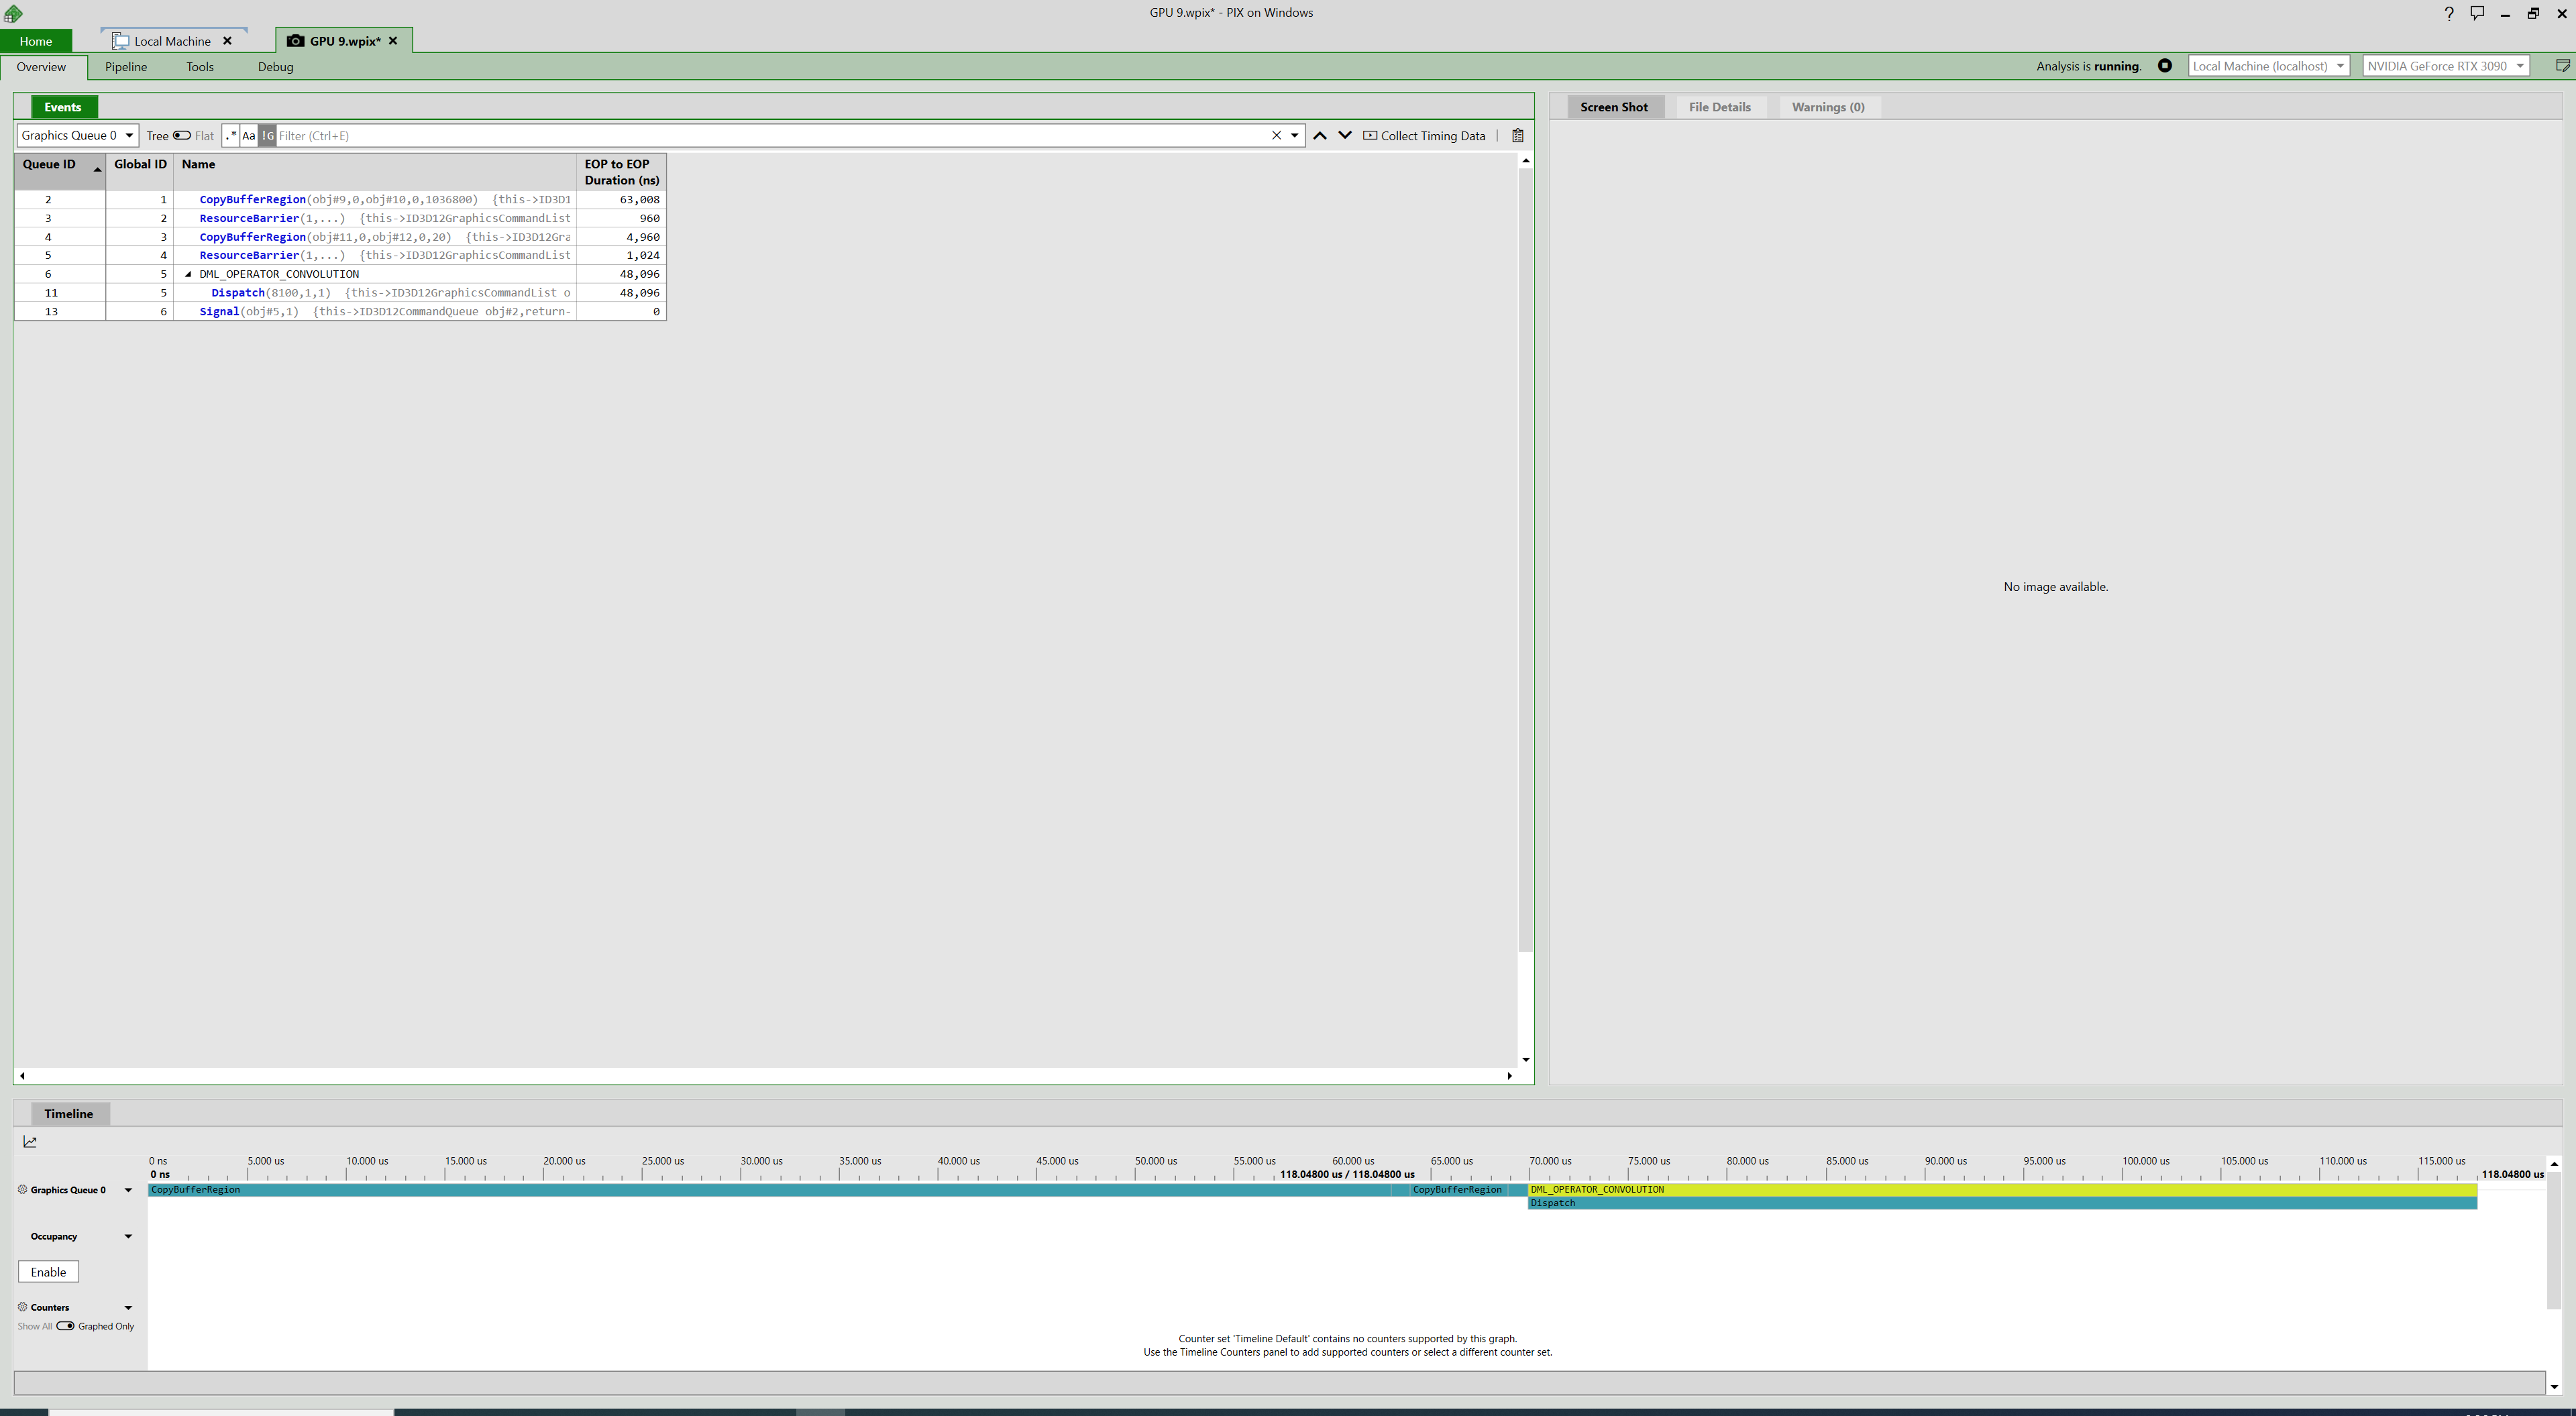 GPU 9.wpix* - PIX on Windows
Home
Local Machine
GPU 9.wpix*
Overview Pipeline Tools Debug
Analysis is running.
Local Machine (localhost)
NVIDIA GeForce RTX 3090
Events
Graphics Queue 0 Tree Flat .* Aa !G Filter (Ctrl+E) Collect Timing Data
Queue ID Global ID Name EOP to EOP Duration (ns)
2 1 CopyBufferRegion(obj#9,0,obj#10,0,1036800) {this->ID3D1 63,008
3 2 ResourceBarrier(1,...) {this->ID3D12GraphicsCommandList 960
4 3 CopyBufferRegion(obj#11,0,obj#12,0,20) {this->ID3D12Gra 4,960
5 4 ResourceBarrier(1,...) {this->ID3D12GraphicsCommandList 1,024
6 5 DML_OPERATOR_CONVOLUTION 48,096
11 5 Dispatch(8100,1,1) {this->ID3D12GraphicsCommandList o 48,096
13 6 Signal(obj#5,1) {this->ID3D12CommandQueue obj#2,return- 0
Screen Shot File Details Warnings (0)
No image available.
Timeline
0 ns 5.000 us 10.000 us 15.000 us 20.000 us 25.000 us 30.000 us 35.000 us 40.000 us 45.000 us 50.000 us 55.000 us 60.000 us 65.000 us 70.000 us 75.000 us 80.000 us 85.000 us 90.000 us 95.000 us 100.000 us 105.000 us 110.000 us 115.000 us
0 ns 118.04800 us / 118.04800 us 118.04800 us
Graphics Queue 0 CopyBufferRegion CopyBufferRegion DML_OPERATOR_CONVOLUTION
Dispatch
Occupancy
Enable
Counters
Show All Graphed Only
Counter set 'Timeline Default' contains no counters supported by this graph.
Use the Timeline Counters panel to add supported counters or select a different counter set.